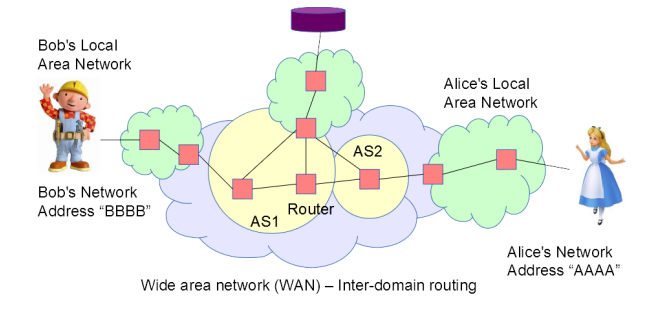 Bob's Local
Area Network
Alice's Local
Area Network
AS2
Bob's Network
Address “BBBB”
AS1
Router
Alice's Network
Address “AAAA”
Wide area network (WAN) – Inter-domain routing